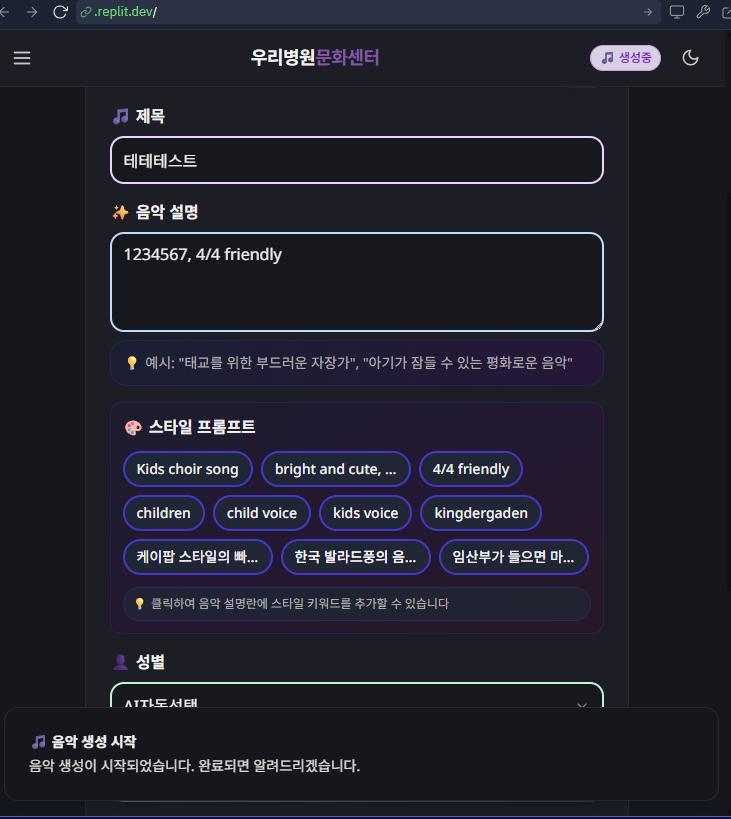 .replit.dev/
우리병원문화센터
생성중
제목
테테테스트
음악 설명
1234567, 4/4 friendly
예시: "태교를 위한 부드러운 자장가", "아기가 잠들 수 있는 평화로운 음악"
스타일 프롬프트
Kids choir song
bright and cute, ...
4/4 friendly
children
child voice
kids voice
kingdergaden
케이팝 스타일의 빠...
한국 발라드풍의 음...
임산부가 들으면 마...
클릭하여 음악 설명란에 스타일 키워드를 추가할 수 있습니다
성별
AI자동선택
음악 생성 시작
음악 생성이 시작되었습니다. 완료되면 알려드리겠습니다.